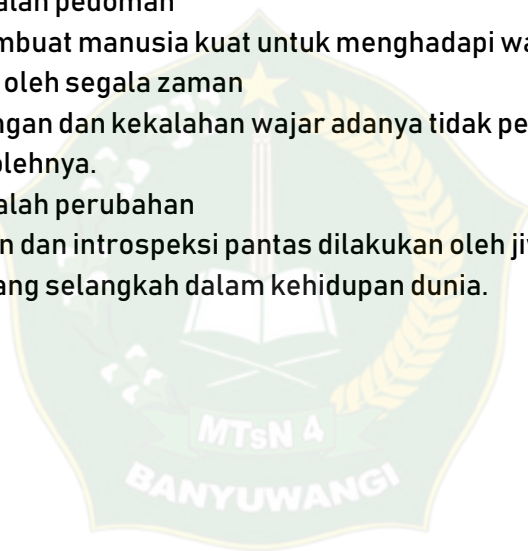 alah pedoman
mbuat manusia kuat untuk menghadapi wa
oleh segala zaman
ngan dan kekalahan wajar adanya tidak pe
olehnya.
alah perubahan
n dan introspeksi pantas dilakukan oleh ji
ang selangkah dalam kehidupan dunia.
MTsN 4
BANYUWANGI